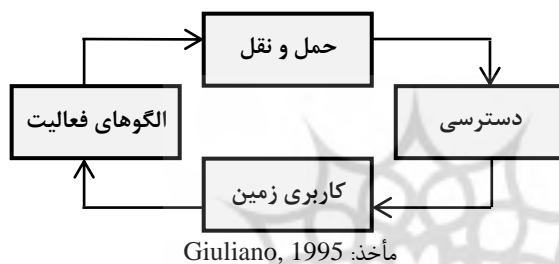 حمل و نقل
دسترسی
الگوهای فعالیت
کاربری زمین
مأخذ: Giuliano, 1995